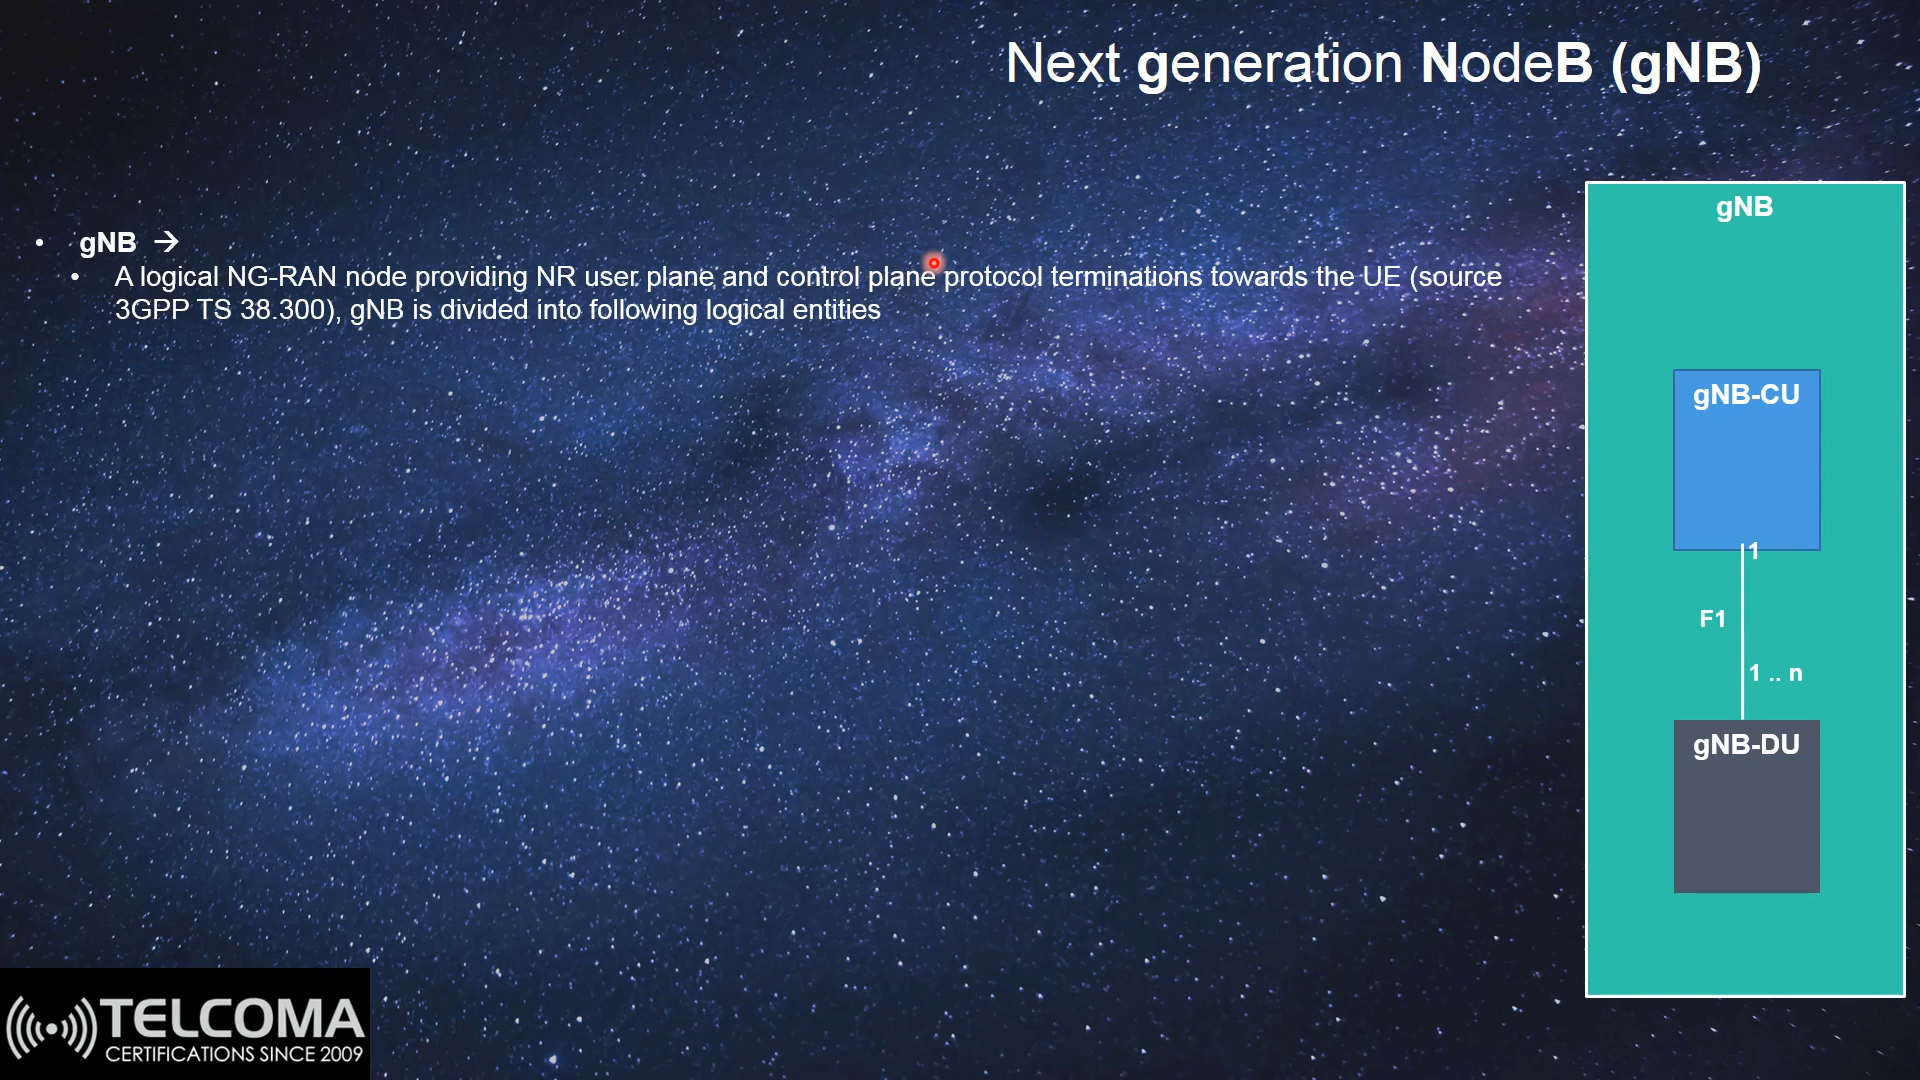 Next generation NodeB (gNB)
• gNB →
• A logical NG-RAN node providing NR user plane and control plane protocol terminations towards the UE (source
3GPP TS 38.300), gNB is divided into following logical entities
gNB
gNB-CU
1
F1
1 .. n
gNB-DU
TELCOMA
CERTIFICATIONS SINCE 2009